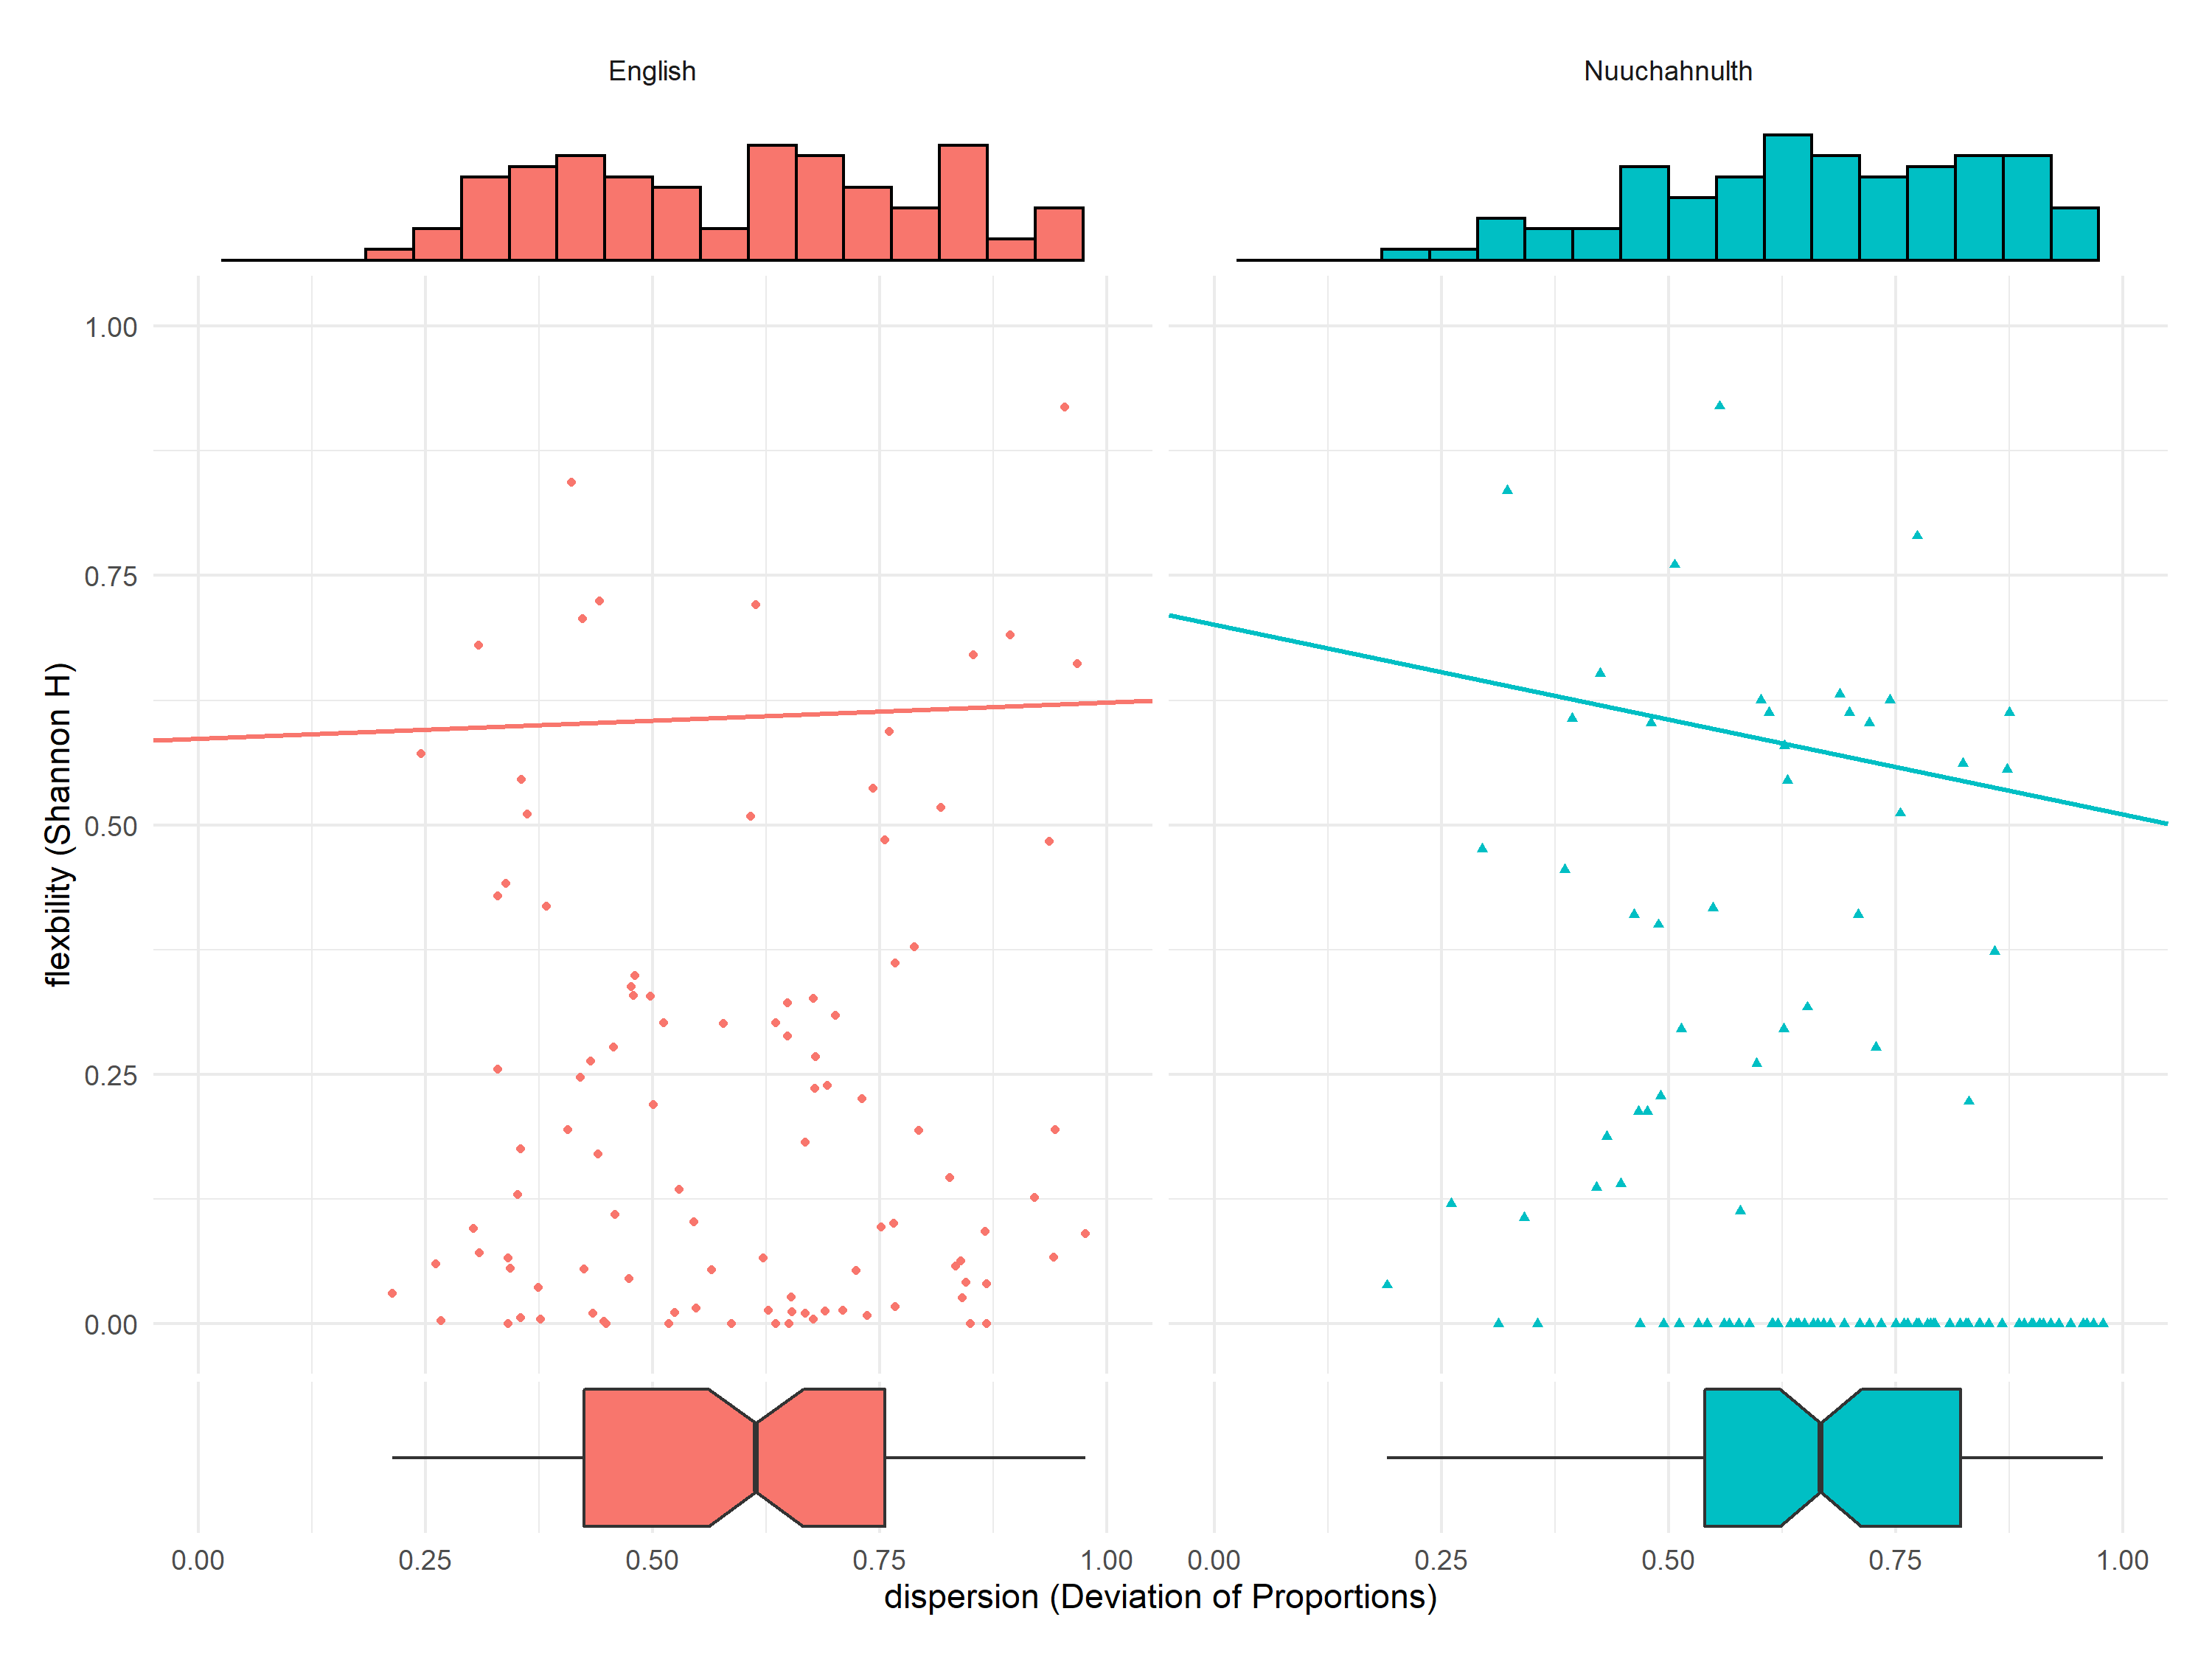 English
Nuuchahnulth
1.00
0.75
0.50
0.25
0.00
flexbility (Shannon H)
0.00 0.25 0.50 0.75 1.00 0.00 0.25 0.50 0.75 1.00
dispersion (Deviation of Proportions)